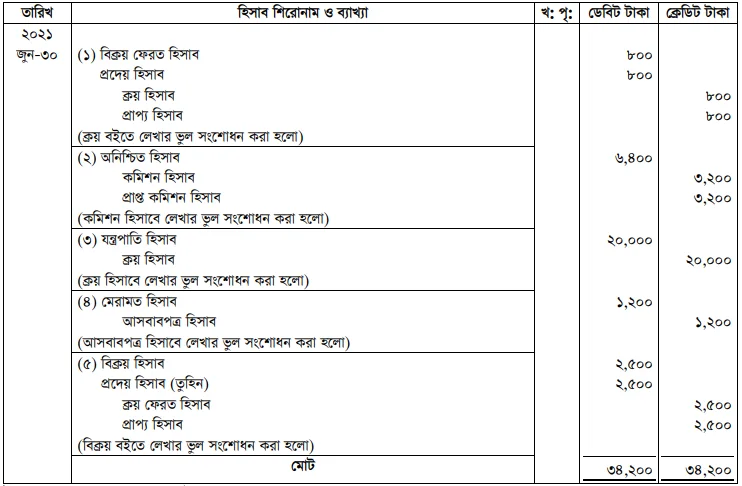 তারিখ হিসাব শিরোনাম ও ব্যাখ্যা খ: পৃ: ডেবিট টাকা ক্রেডিট টাকা
২০২১
জুন-৩০ (১) বিক্রয় ফেরত হিসাব ৮০০
প্রদেয় হিসাব ৮০০
ক্রয় হিসাব ৮০০
প্রাপ্য হিসাব ৮০০
(ক্রয় বইতে লেখার ভুল সংশোধন করা হলো)
(২) অনিশ্চিত হিসাব ৬,৪০০
কমিশন হিসাব ৩,২০০
প্রাপ্ত কমিশন হিসাব ৩,২০০
(কমিশন হিসাবে লেখার ভুল সংশোধন করা হলো)
(৩) যন্ত্রপাতি হিসাব ২০,০০০
ক্রয় হিসাব ২০,০০০
(ক্রয় হিসাবে লেখার ভুল সংশোধন করা হলো)
(৪) মেরামত হিসাব ১,২০০
আসবাবপত্র হিসাব ১,২০০
(আসবাবপত্র হিসাবে লেখার ভুল সংশোধন করা হলো)
(৫) বিক্রয় হিসাব ২,৫০০
প্রদেয় হিসাব (তুহিন) ২,৫০০
ক্রয় ফেরত হিসাব ২,৫০০
প্রাপ্য হিসাব ২,৫০০
(বিক্রয় বইতে লেখার ভুল সংশোধন করা হলো)
মোট ৩৪,২০০ ৩৪,২০০